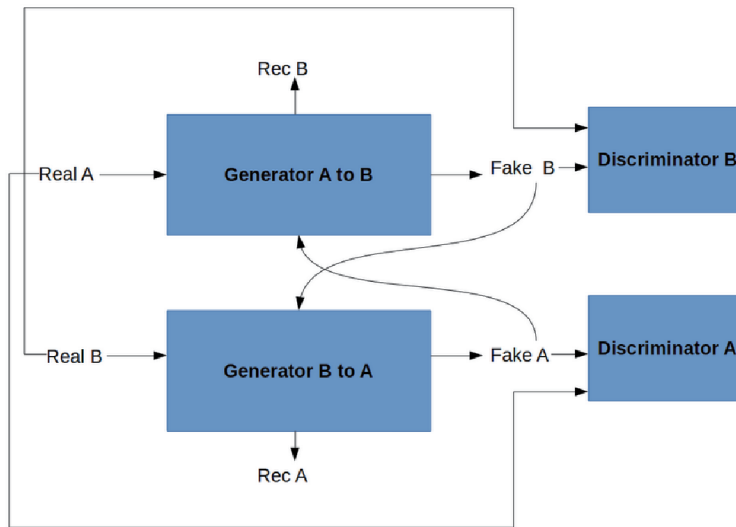 Rec B
Real A
Generator A to B
Fake B
Discriminator B
Real B
Generator B to A
Fake A
Discriminator A
Rec A